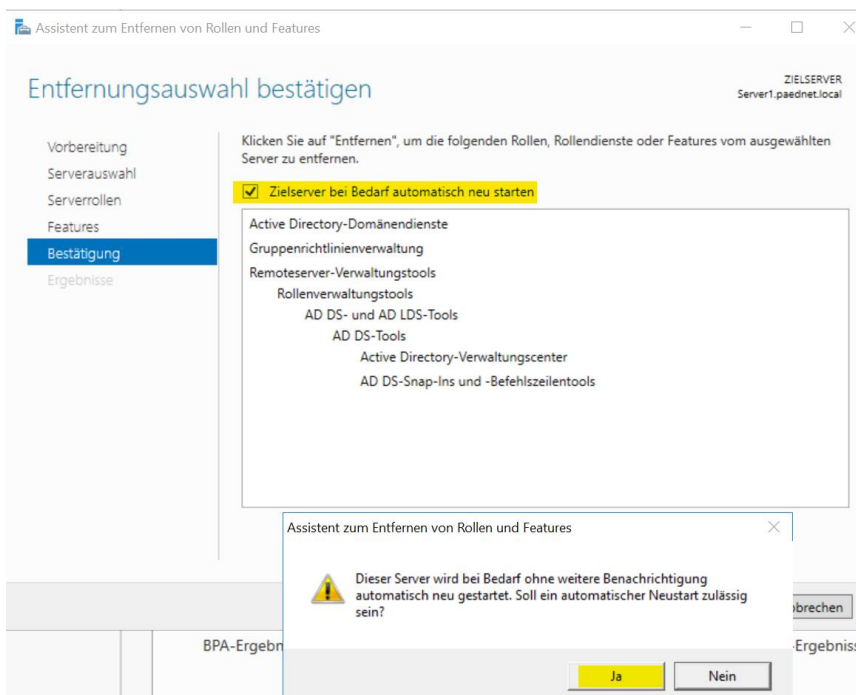 Assistent zum Entfernen von Rollen und Features
Entfernungsauswahl bestätigen
ZIELSERVER
Server1.paednet.local
Vorbereitung
Serverauswahl
Serverrollen
Features
Bestätigung
Ergebnisse
Klicken Sie auf "Entfernen", um die folgenden Rollen, Rollendienste oder Features vom ausgewählten
Server zu entfernen.
Zielserver bei Bedarf automatisch neu starten
Active Directory-Domänendienste
Gruppenrichtlinienverwaltung
Remoteserver-Verwaltungstools
Rollenverwaltungstools
AD DS- und AD LDS-Tools
AD DS-Tools
Active Directory-Verwaltungscenter
AD DS-Snap-Ins und -Befehlszeilentools
Assistent zum Entfernen von Rollen und Features
Dieser Server wird bei Bedarf ohne weitere Benachrichtigung
automatisch neu gestartet. Soll ein automatischer Neustart zulässig
sein?
Ja
Nein